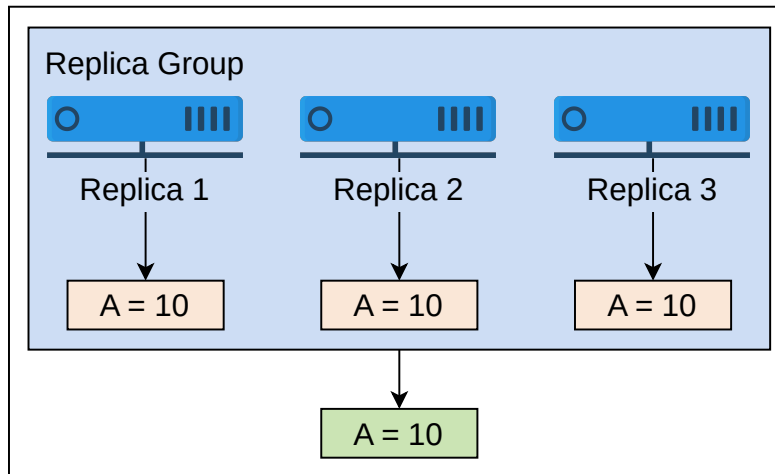 Replica Group
Replica 1
Replica 2
Replica 3
A = 10
A = 10
A = 10
A = 10